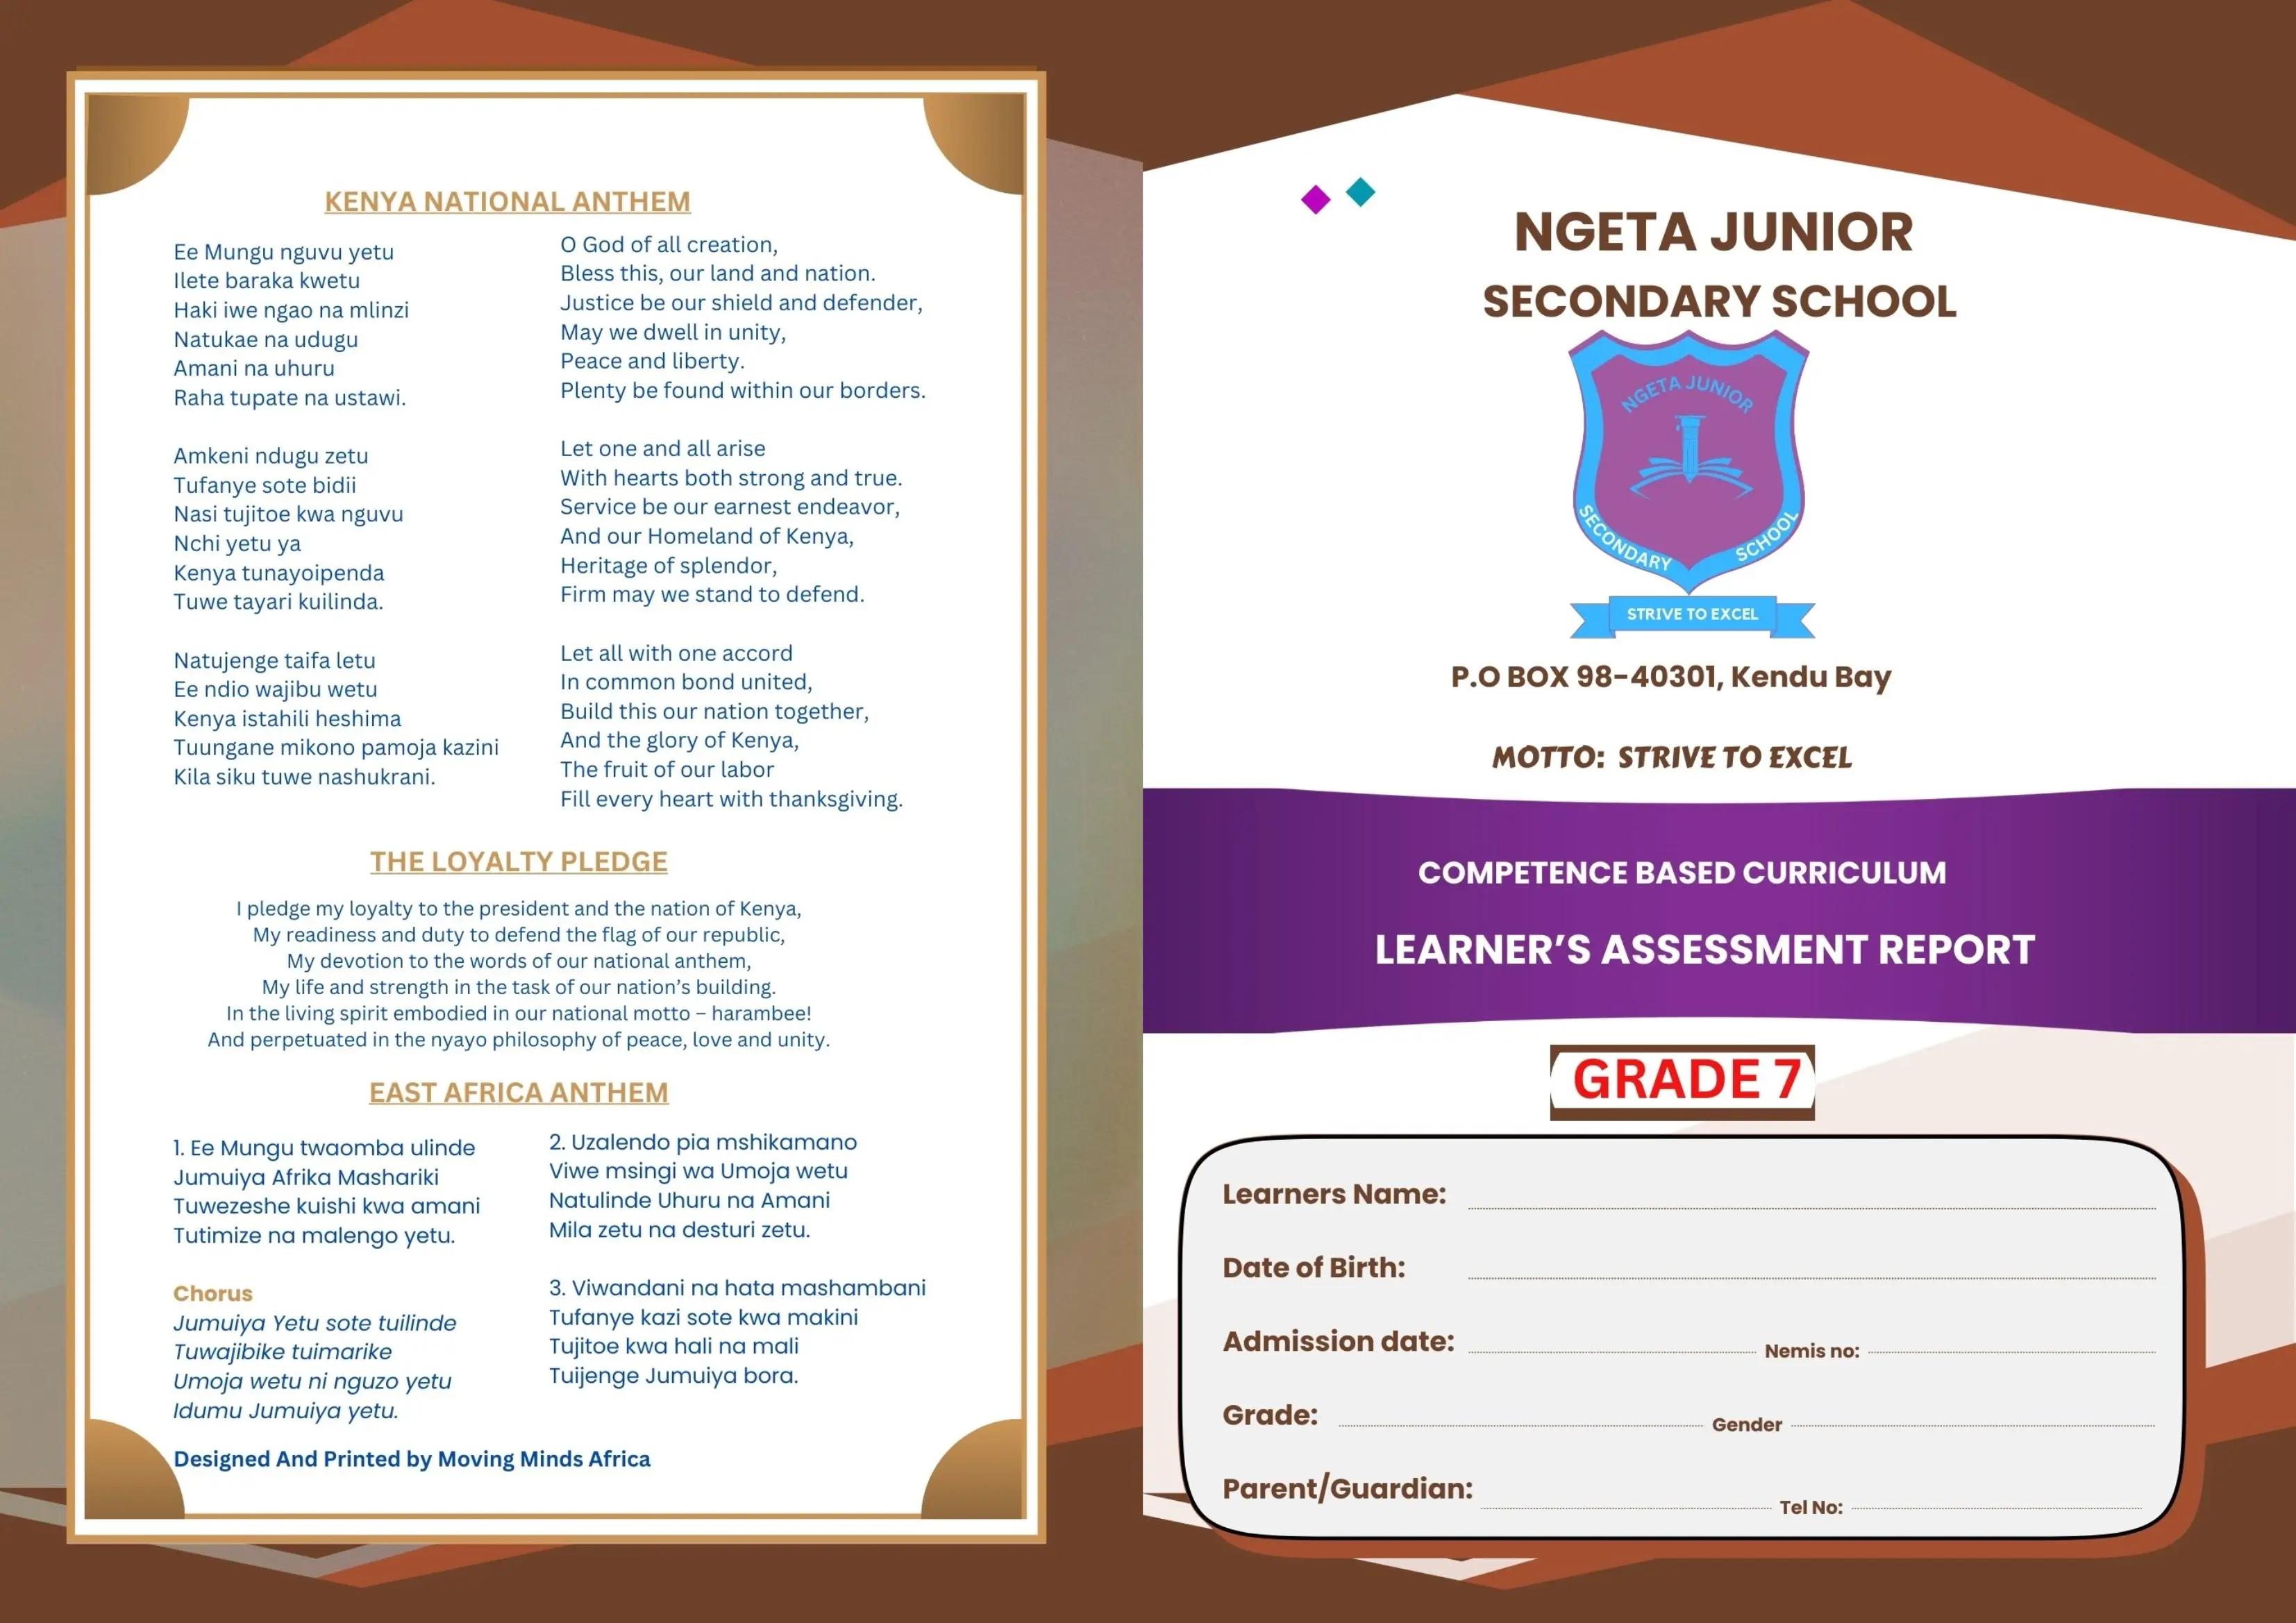 KENYA NATIONAL ANTHEM
Ee Mungu nguvu yetu
Ilete baraka kwetu
Haki iwe ngao na mlinzi
Natukae na udugu
Amani na uhuru
Raha tupate na ustawi.
Amkeni ndugu zetu
Tufanye sote bidii
Nasi tujitoe kwa nguvu
Nchi yetu ya
Kenya tunayoipenda
Tuwe tayari kuilinda.
Natujenge taifa letu
Ee ndio wajibu wetu
Kenya istahili heshima
Tuungane mikono pamoja kazini
Kila siku tuwe nashukrani.
O God of all creation,
Bless this, our land and nation.
Justice be our shield and defender,
May we dwell in unity,
Peace and liberty.
Plenty be found within our borders.
Let one and all arise
With hearts both strong and true.
Service be our earnest endeavor,
And our Homeland of Kenya,
Heritage of splendor,
Firm may we stand to defend.
Let all with one accord
In common bond united,
Build this our nation together,
And the glory of Kenya,
The fruit of our labor
Fill every heart with thanksgiving.
THE LOYALTY PLEDGE
I pledge my loyalty to the president and the nation of Kenya,
My readiness and duty to defend the flag of our republic,
My devotion to the words of our national anthem,
My life and strength in the task of our nation's building.
In the living spirit embodied in our national motto – harambee!
And perpetuated in the nyayo philosophy of peace, love and unity.
EAST AFRICA ANTHEM
1. Ee Mungu twaomba ulinde
Jumuiya Afrika Mashariki
Tuwezeshe kuishi kwa amani
Tutimize na malengo yetu.
Chorus
Jumuiya Yetu sote tuilinde
Tuwajibike tuimarike
Umoja wetu ni nguzo yetu
Idumu Jumuiya yetu.
2. Uzalendo pia mshikamano
Viwe msingi wa Umoja wetu
Natulinde Uhuru na Amani
Mila zetu na desturi zetu.
3. Viwandani na hata mashambani
Tufanye kazi sote kwa makini
Tujitoe kwa hali na mali
Tuijenge Jumuiya bora.
Designed And Printed by Moving Minds Africa
NGETA JUNIOR
SECONDARY SCHOOL
NGETA JUNIOR
SECONDARY SCHOOL
STRIVE TO EXCEL
P.O BOX 98-40301, Kendu Bay
MOTTO: STRIVE TO EXCEL
COMPETENCE BASED CURRICULUM
LEARNER'S ASSESSMENT REPORT
GRADE 7
Learners Name:
Date of Birth:
Admission date: Nemis no:
Grade: Gender
Parent/Guardian: Tel No: